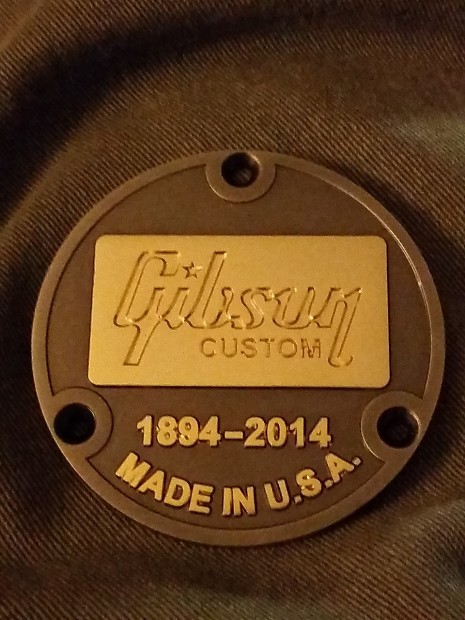 Gibson
CUSTOM
1894-2014
MADE IN U.S.A.